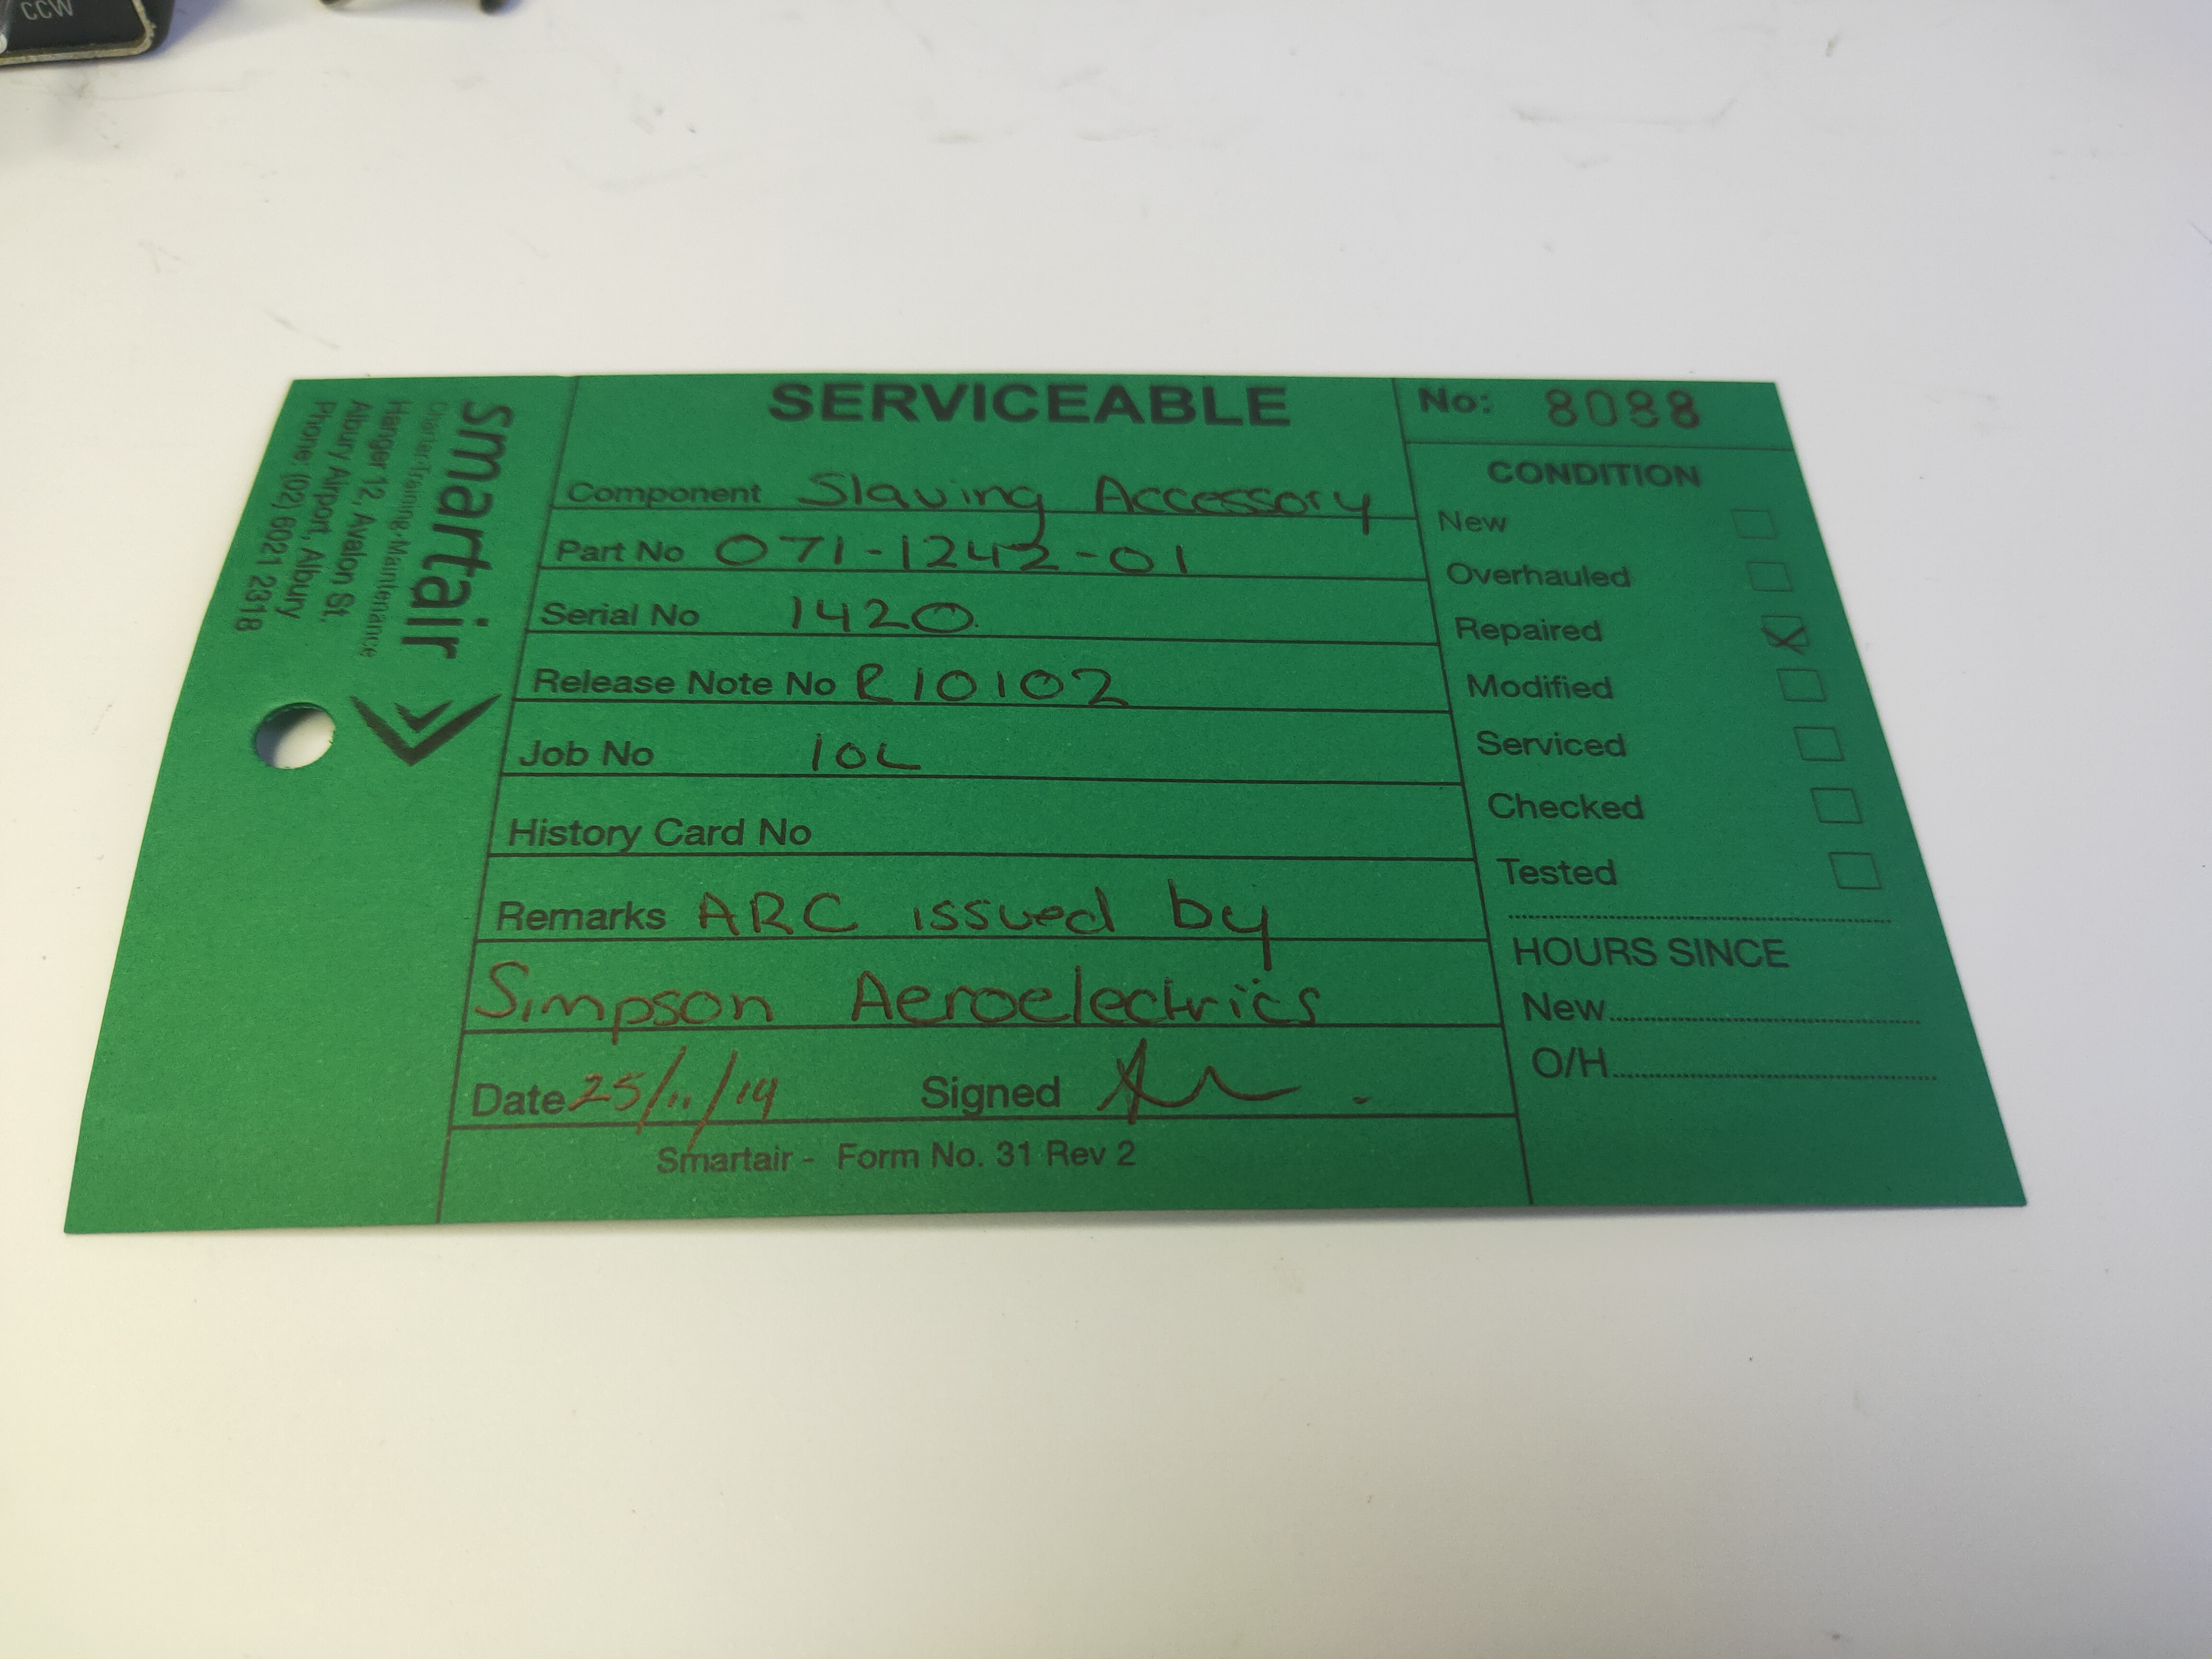 CCW
smartair
Charter•Training•Maintenance
Hanger 12, Avalon St.
Albury Airport, Albury
Phone: (02) 6021 2318
SERVICEABLE
Component Slaving Accessory
Part No 071-1242-01
Serial No 1420
Release Note No R10102
Job No IOL
History Card No
Remarks ARC issued by
Simpson Aeroelectrics
Date 25/11/19 Signed
Smartair - Form No. 31 Rev 2
No: 8088
CONDITION
New
Overhauled
Repaired X
Modified
Serviced
Checked
Tested
HOURS SINCE
New
O/H